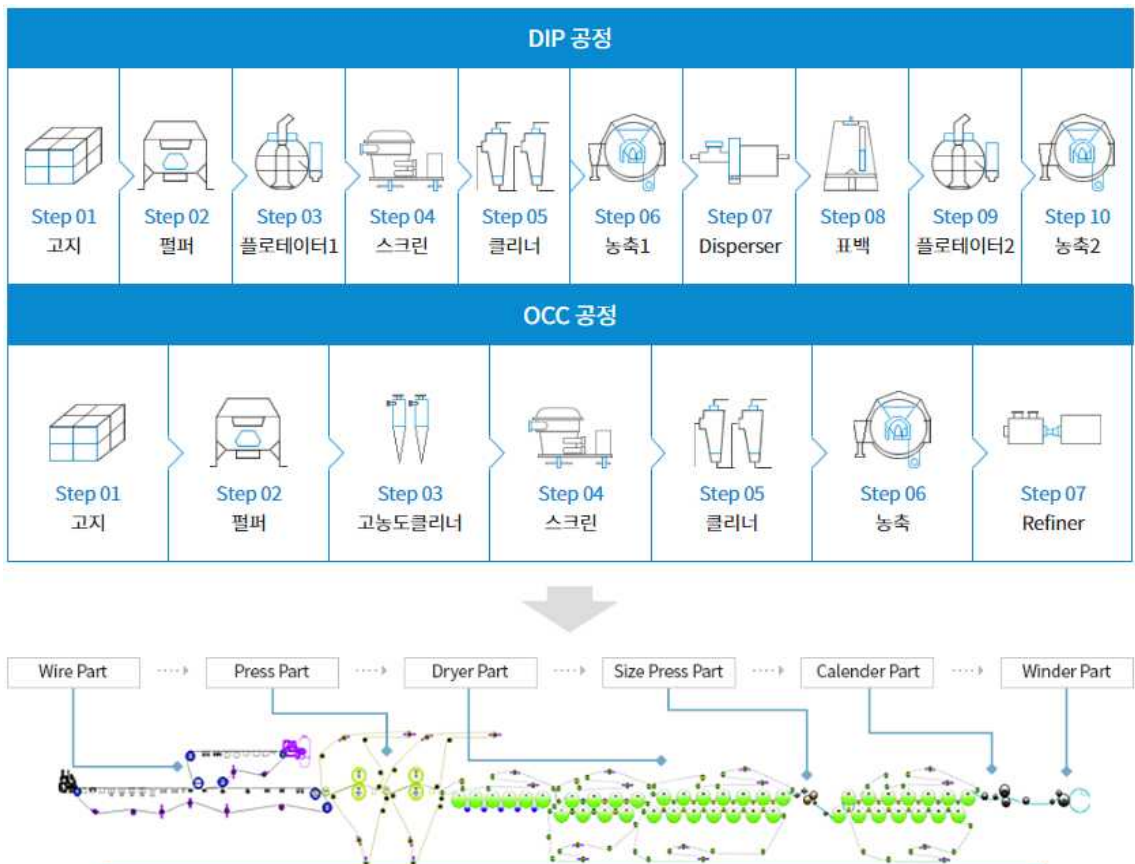 DIP 공정
Step 01 Step 02 Step 03 Step 04 Step 05 Step 06 Step 07 Step 08 Step 09 Step 10
고지 펄퍼 플로테이터1 스크린 클리너 농축1 Disperser 표백 플로테이터2 농축2
OCC 공정
Step 01 Step 02 Step 03 Step 04 Step 05 Step 06 Step 07
고지 펄퍼 고농도클리너 스크린 클리너 농축 Refiner
Wire Part Press Part Dryer Part Size Press Part Calender Part Winder Part